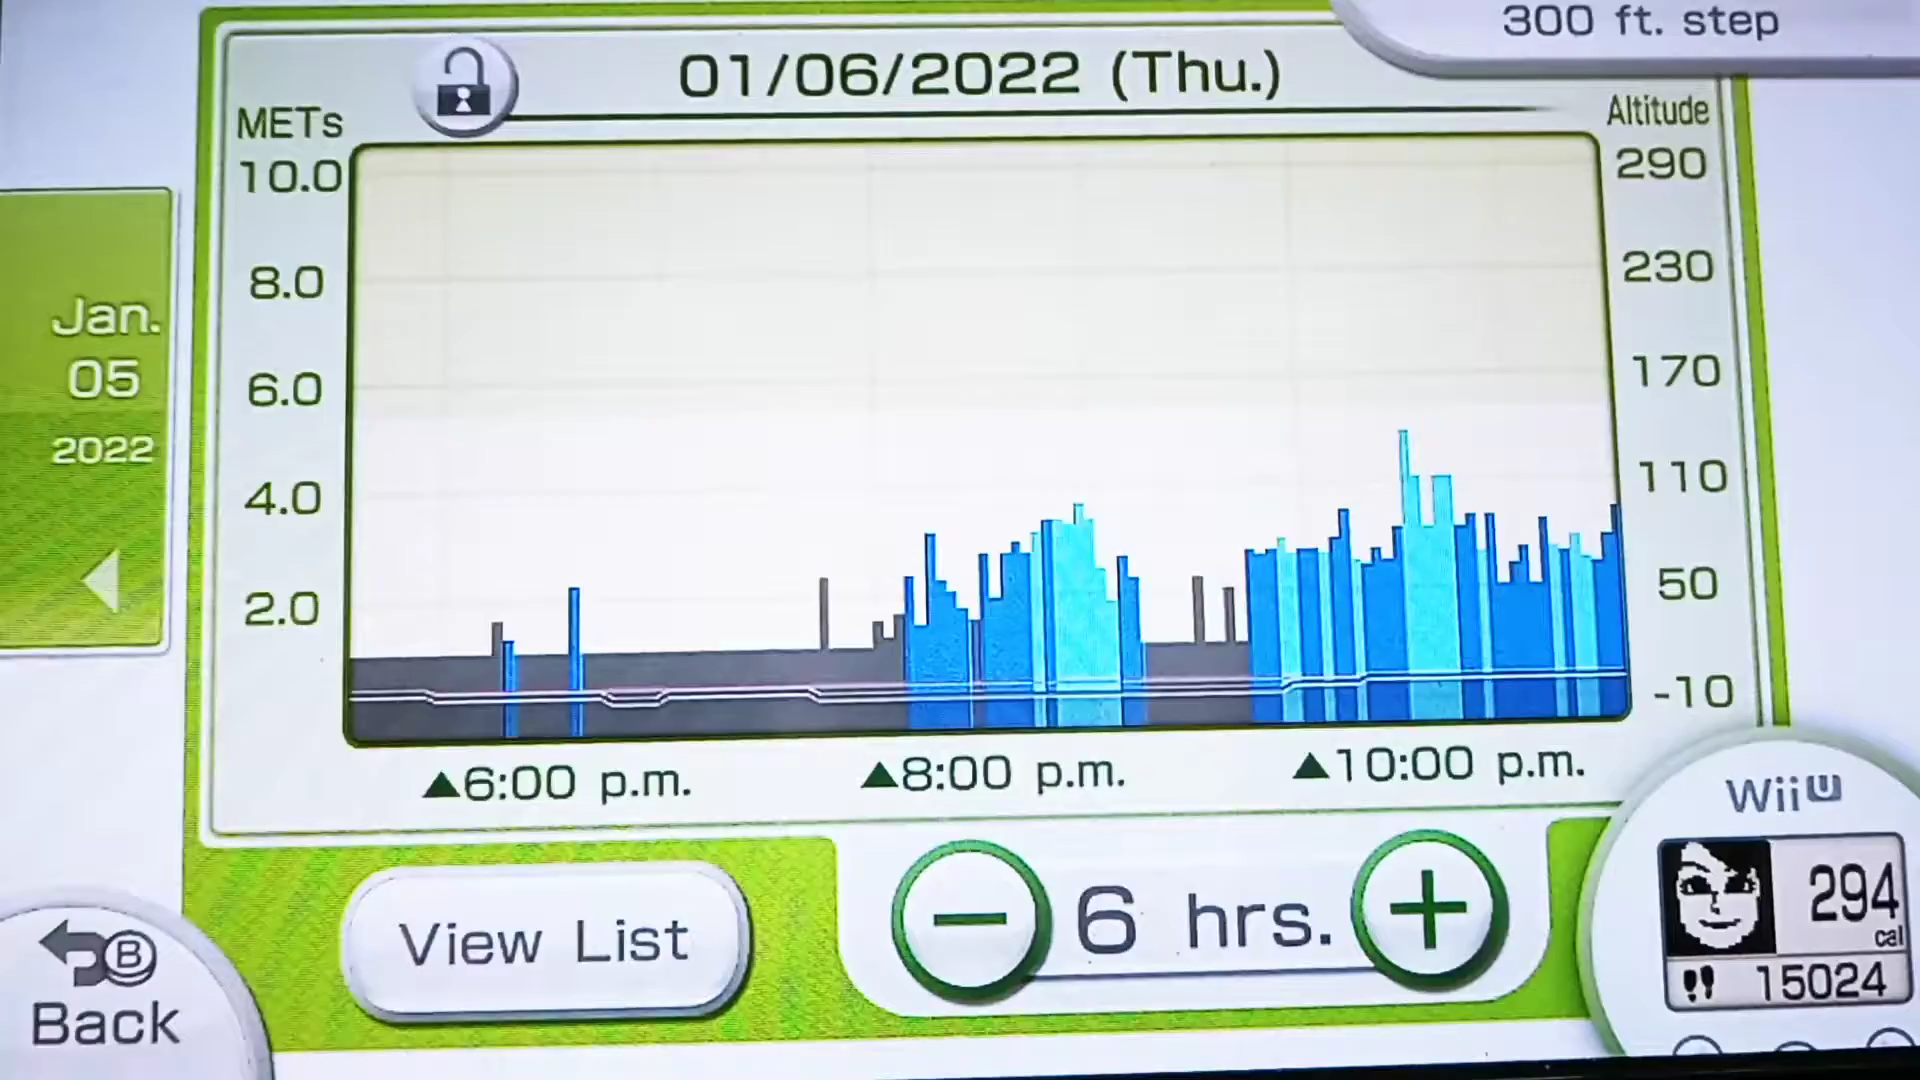 300 ft. step
01/06/2022 (Thu.)
METs
Altitude
10.0
8.0
6.0
4.0
2.0
290
230
170
110
50
-10
Jan.
05
2022
▲6:00 p.m.
▲8:00 p.m.
▲10:00 p.m.
View List
6 hrs.
B
Back
Wii U
294
cal
15024